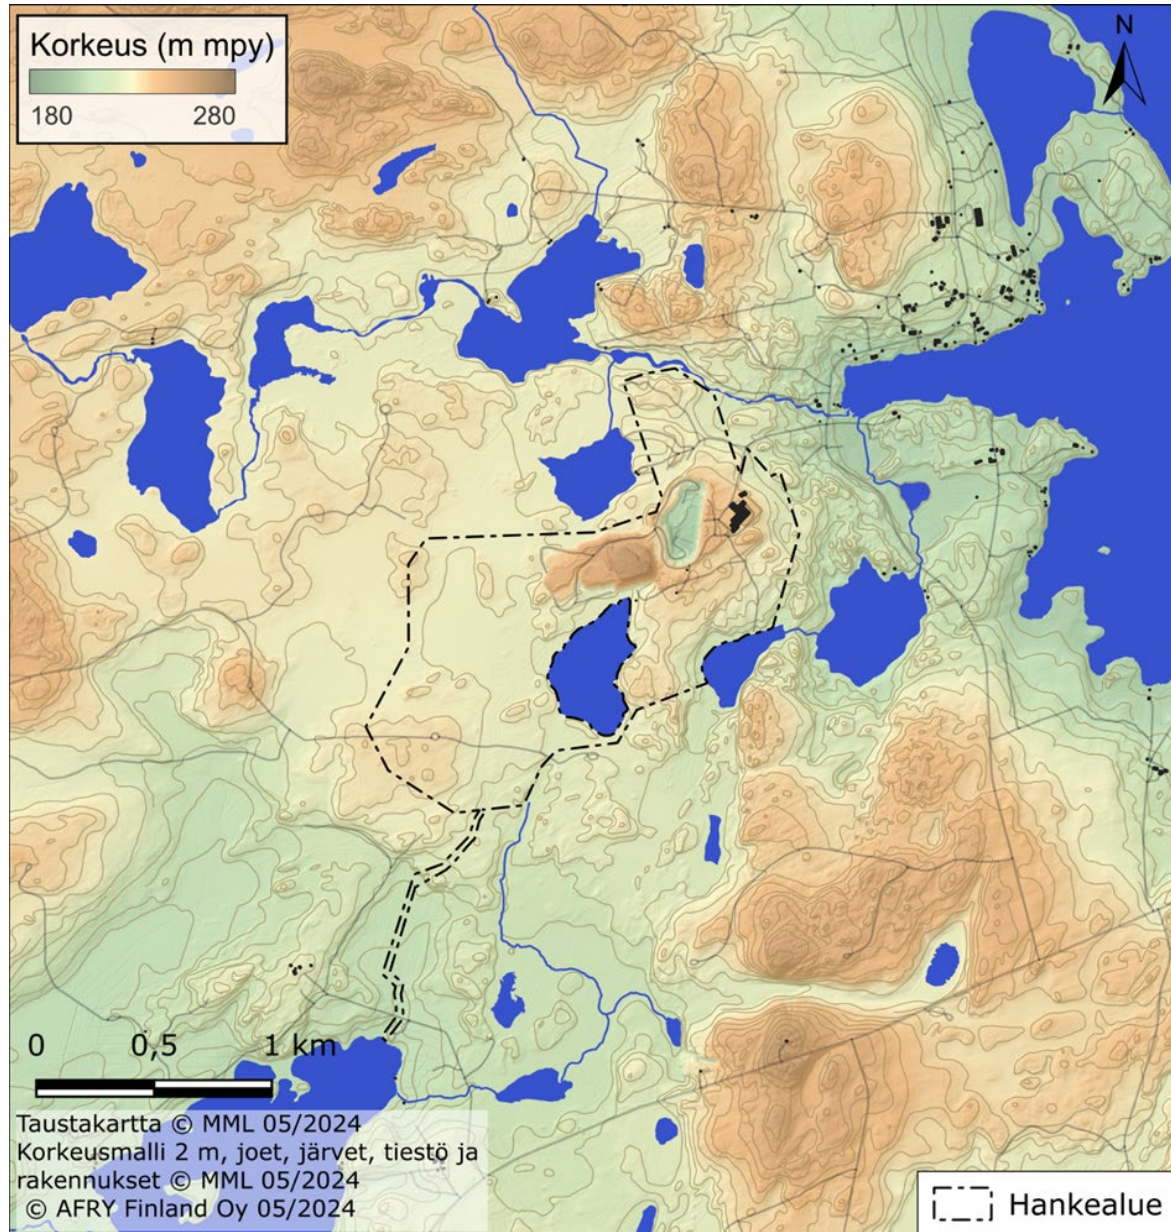 Korkeus (m mpy)
180 280
N
0 0,5 1 km
Taustakartta © MML 05/2024
Korkeusmalli 2 m, joet, järvet, tiestö ja
rakennukset © MML 05/2024
© AFRY Finland Oy 05/2024
Hankealue